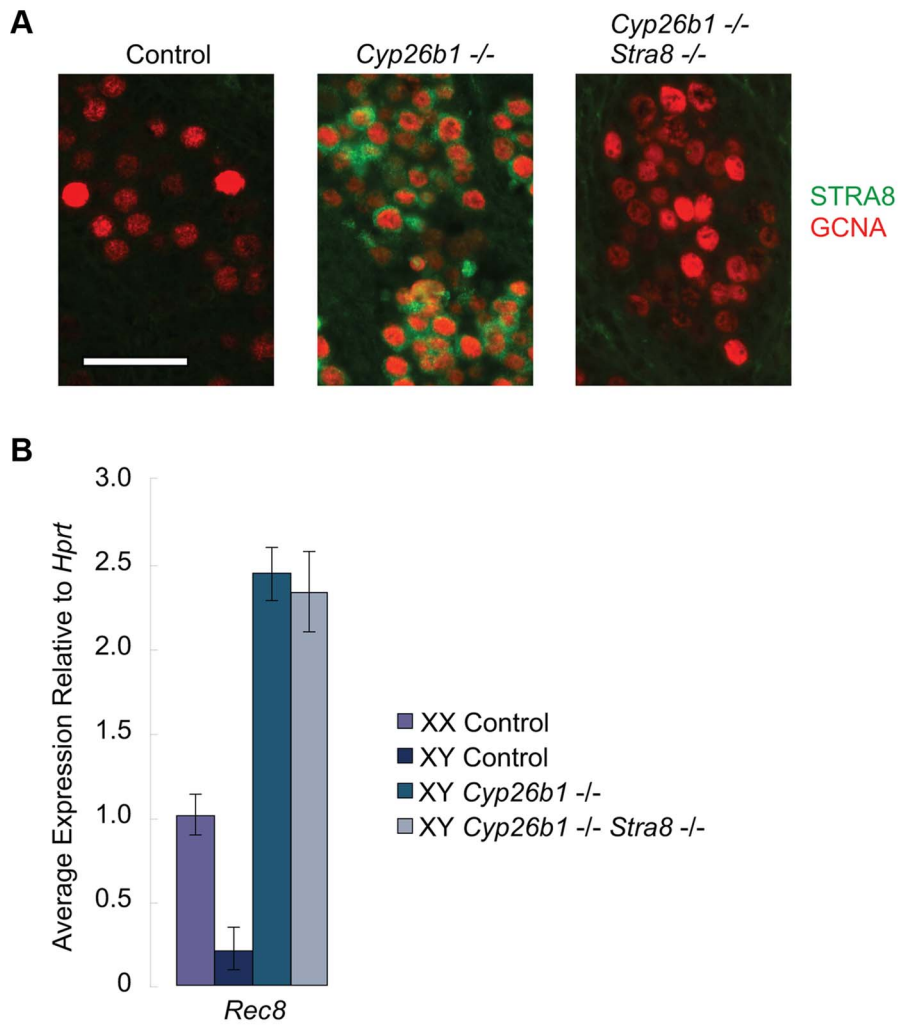 A
Control
Cyp26b1 -/-
Cyp26b1 -/-
Stra8 -/-
STRA8
GCNA
B
Average Expression Relative to Hprt
3.0
2.5
2.0
1.5
1.0
0.5
0
Rec8
XX Control
XY Control
XY Cyp26b1 -/-
XY Cyp26b1 -/- Stra8 -/-